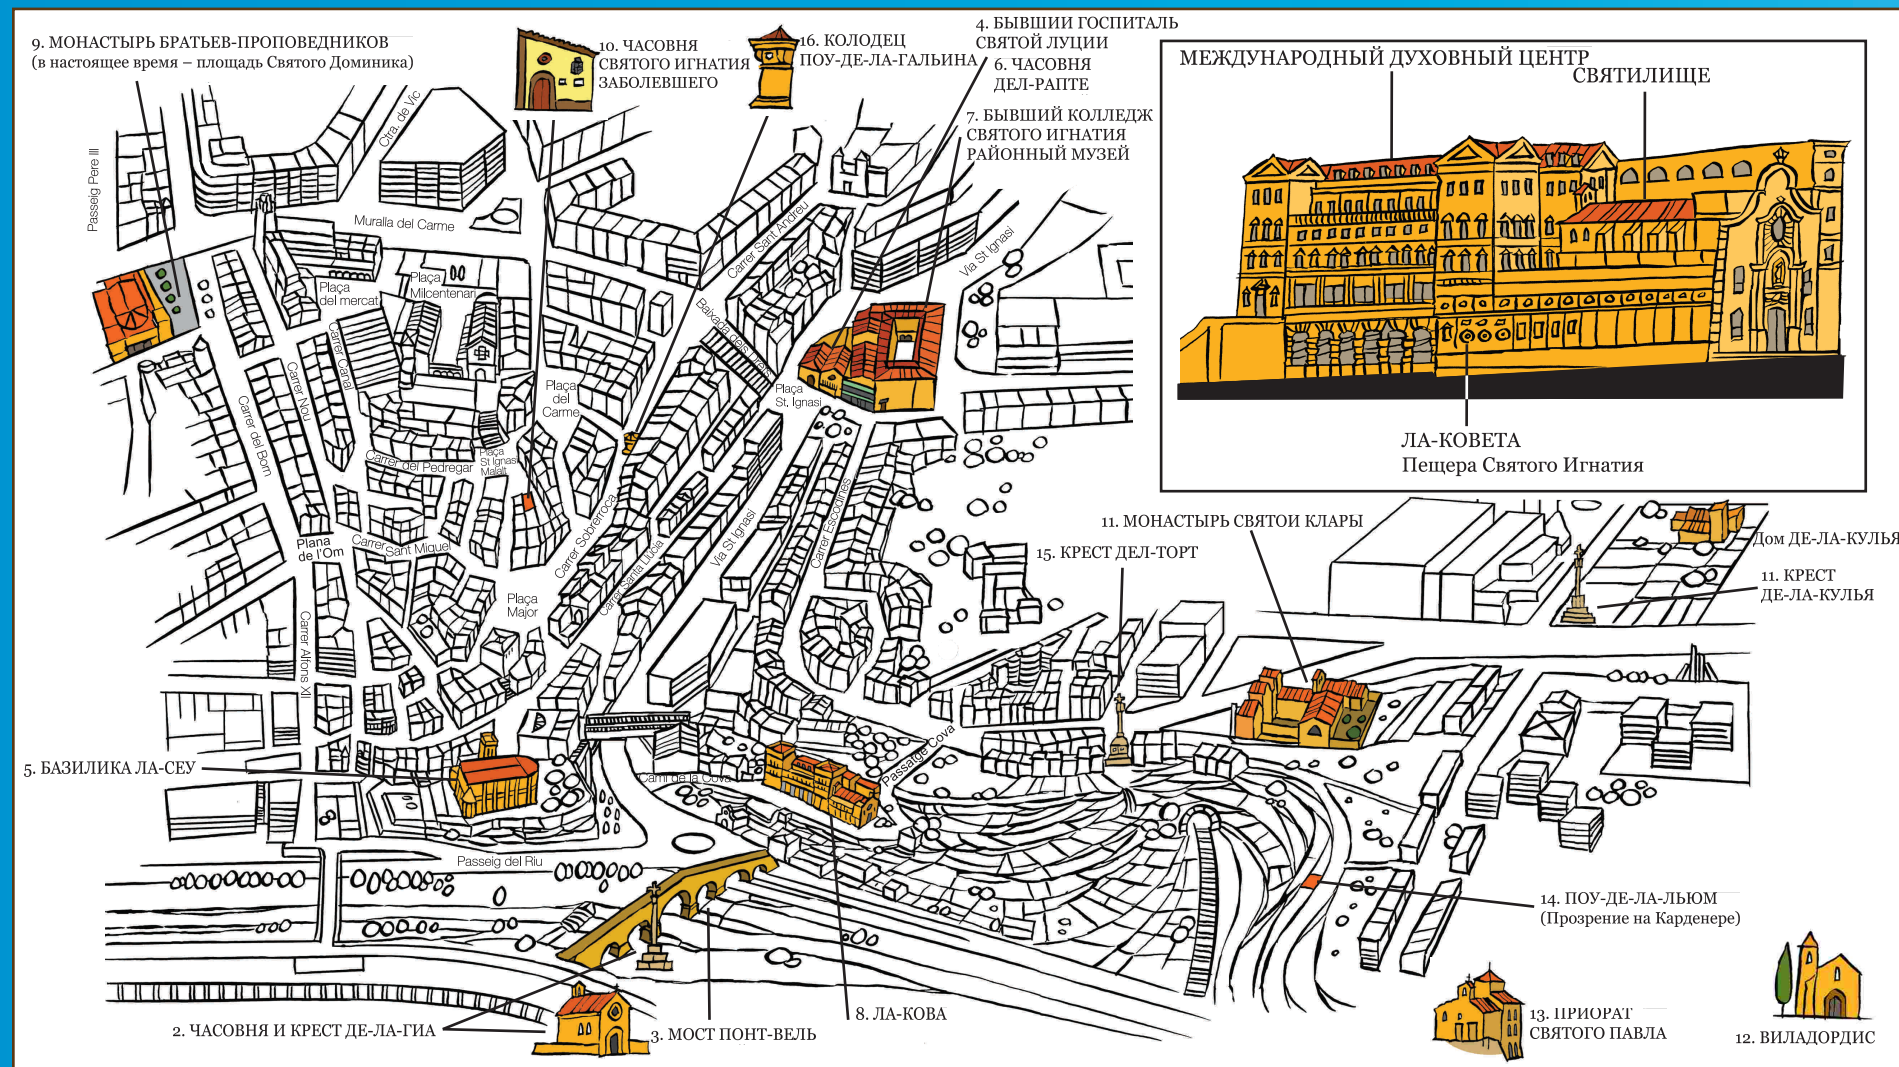 9. МОНАСТЫРЬ БРАТЬЕВ-ПРОПОВЕДНИКОВ
(в настоящее время – площадь Святого Доминика)
10. ЧАСОВНЯ
СВЯТОГО ИГНАТИЯ
ЗАБОЛЕВШЕГО
16. КОЛОДЕЦ
ПОУ-ДЕ-ЛА-ГАЛЬИНА
4. БЫВШИЙ ГОСПИТАЛЬ
СВЯТОЙ ЛУЦИИ
6. ЧАСОВНЯ
ДЕЛ-РАПТЕ
7. БЫВШИЙ КОЛЛЕДЖ
СВЯТОГО ИГНАТИЯ
РАЙОННЫЙ МУЗЕЙ
МЕЖДУНАРОДНЫЙ ДУХОВНЫЙ ЦЕНТР
СВЯТИЛИЩЕ
ЛА-КОВЕТА
Пещера Святого Игнатия
Passeig Pere III
Ctra. de Vic
Muralla del Carme
Carrer Sant Andreu
Via St Ignasi
Plaça
del mercat
Plaça
Milcentenari
Baixada dels Jueus
Carrer Canal
Carrer Nou
Carrer del Born
Plaça
del
Carme
Plaça
St. Ignasi
Carrer del Pedregar
Plaça
St Ignasi
Malalt
Plana
de l'Om
Carrer Sant Miquel
Carrer Sobrerroca
Carrer Santa Llúcia
Via St Ignasi
Carrer Escodines
Plaça
Major
Carrer Alfons XII
11. МОНАСТЫРЬ СВЯТОЙ КЛАРЫ
15. КРЕСТ ДЕЛ-ТОРТ
Дом ДЕ-ЛА-КУЛЬЯ
11. КРЕСТ
ДЕ-ЛА-КУЛЬЯ
5. БАЗИЛИКА ЛА-СЕУ
Camí de la Cova
Passatge Cova
Passeig del Riu
14. ПОУ-ДЕ-ЛА-ЛЬЮМ
(Прозрение на Карденере)
2. ЧАСОВНЯ И КРЕСТ ДЕ-ЛА-ГИА
3. МОСТ ПОНТ-ВЕЛЬ
8. ЛА-КОВА
13. ПРИОРАТ
СВЯТОГО ПАВЛА
12. ВИЛАДОРДИС